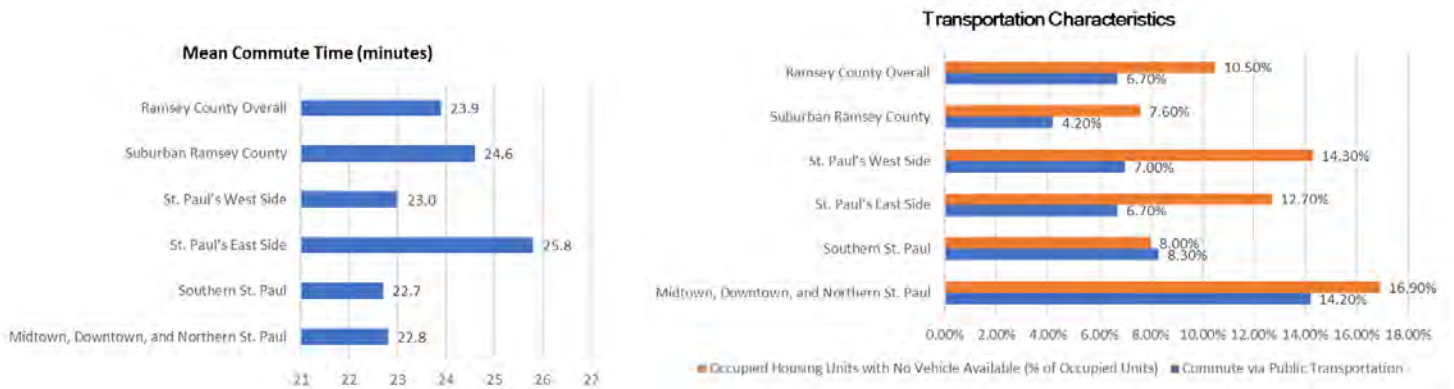 Mean Commute Time (minutes)
Ramsey County Overall 23.9
Suburban Ramsey County 24.6
St. Paul's West Side 23.0
St. Paul's East Side 25.8
Southern St. Paul 22.7
Midtown, Downtown, and Northern St. Paul 22.8
21 22 23 24 25 26 27
Transportation Characteristics
Ramsey County Overall 10.50%
6.70%
Suburban Ramsey County 7.60%
4.20%
St. Paul's West Side 14.30%
7.00%
St. Paul's East Side 12.70%
6.70%
Southern St. Paul 8.00%
8.30%
Midtown, Downtown, and Northern St. Paul 16.90%
14.20%
0.00% 2.00% 4.00% 6.00% 8.00% 10.00% 12.00% 14.00% 16.00% 18.00%
Occupied Housing Units with No Vehicle Available (% of Occupied Units) Commute via Public Transportation